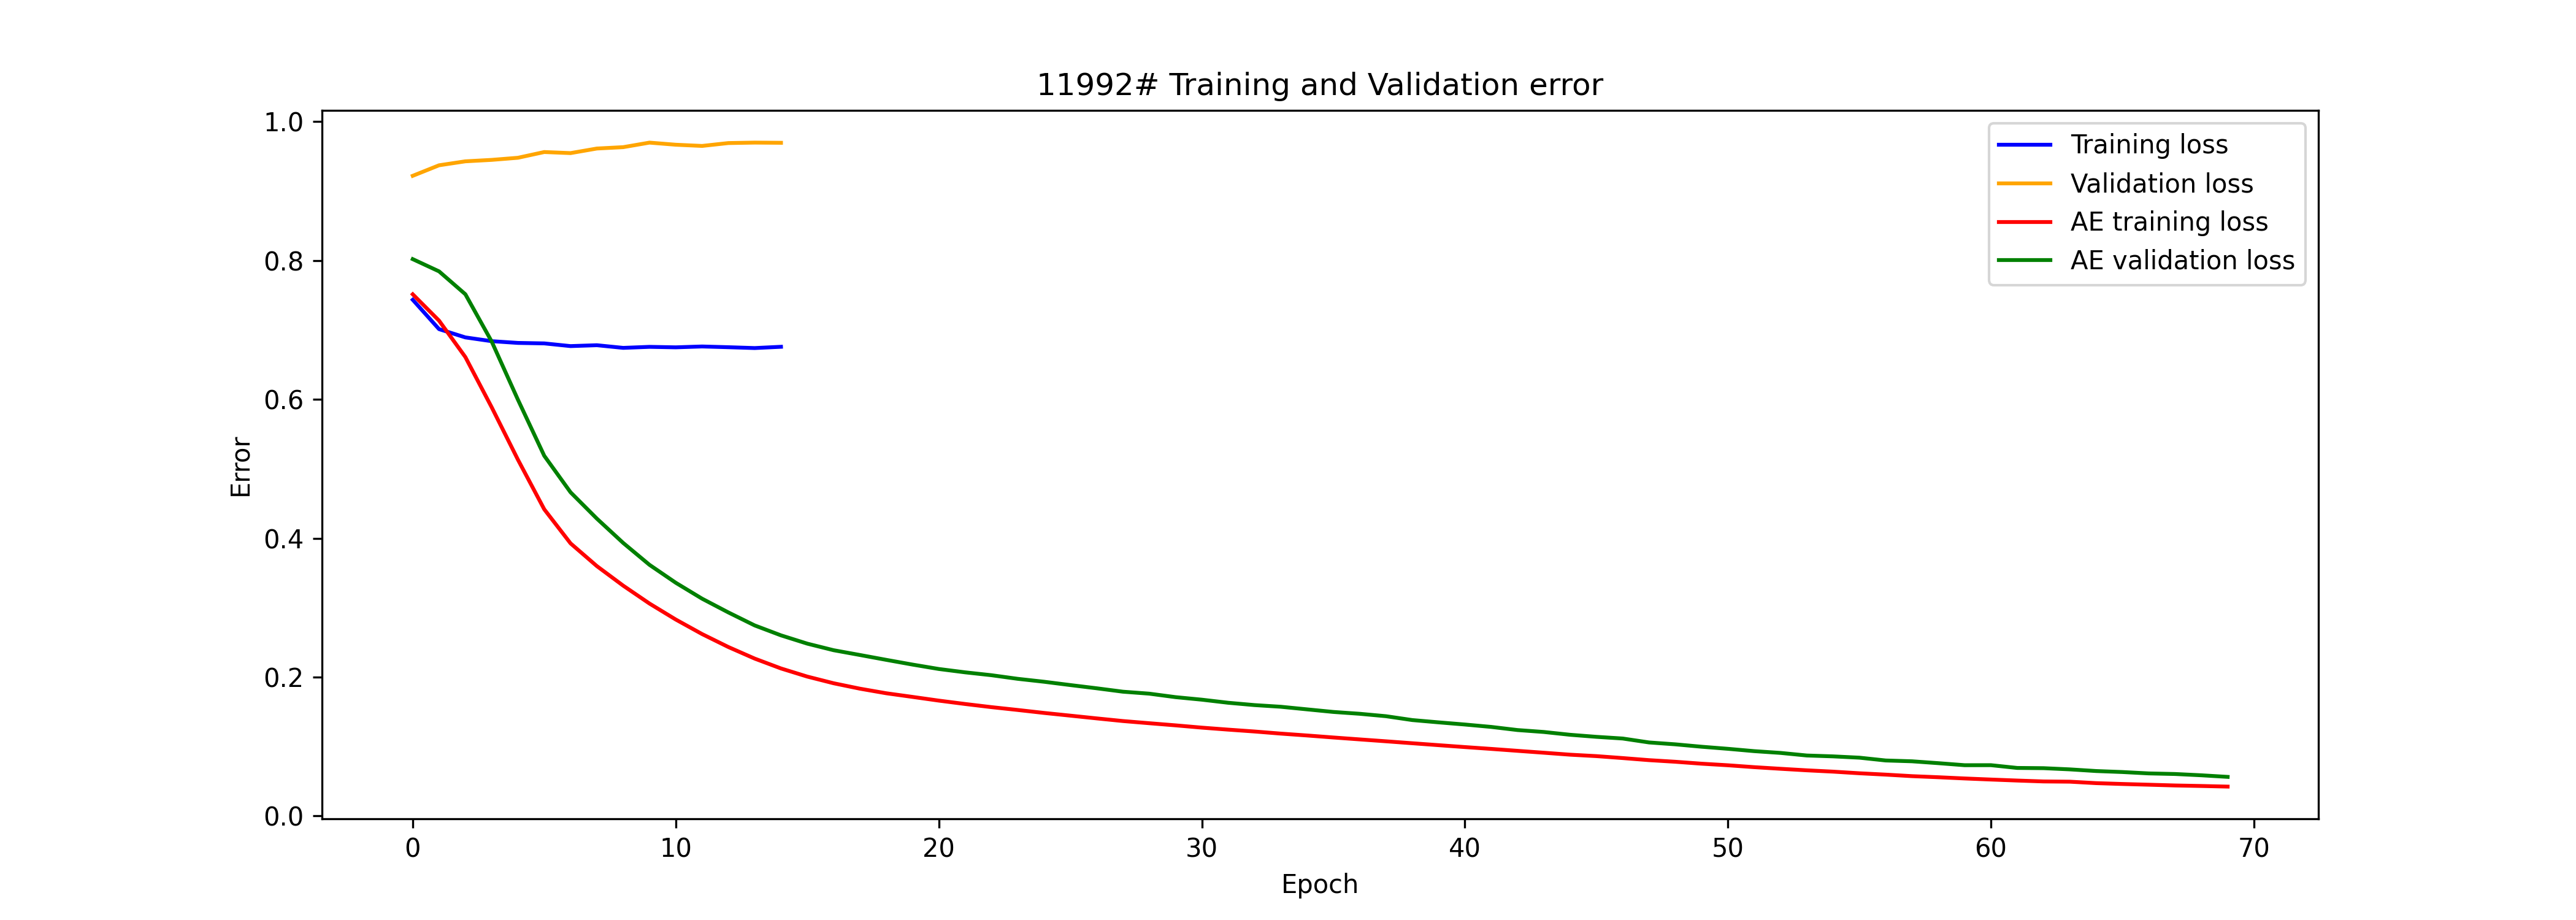 11992# Training and Validation error
1.0
0.8
0.6
0.4
0.2
0.0
Error
Training loss
Validation loss
AE training loss
AE validation loss
0 10 20 30 40 50 60 70
Epoch